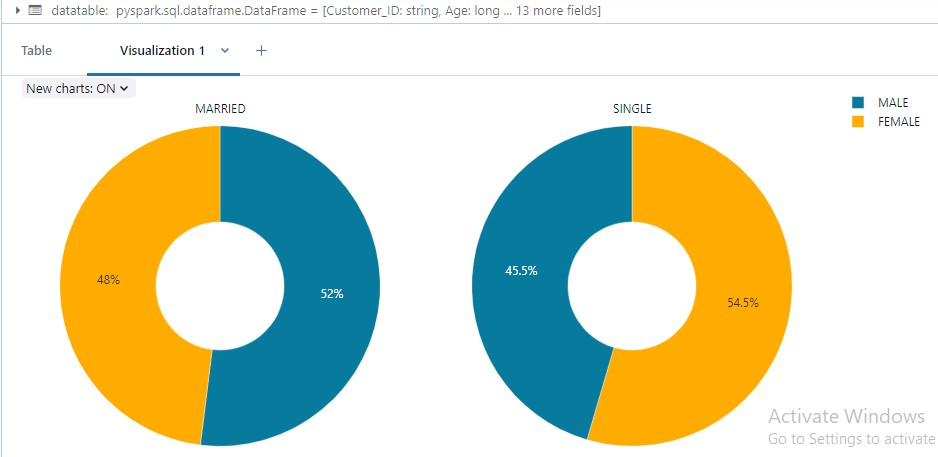 datatable: pyspark.sql.dataframe.DataFrame = [Customer_ID: string, Age: long ... 13 more fields]
Table Visualization 1 +
New charts: ON
MARRIED
SINGLE
MALE
FEMALE
48%
52%
45.5%
54.5%
Activate Windows
Go to Settings to activate